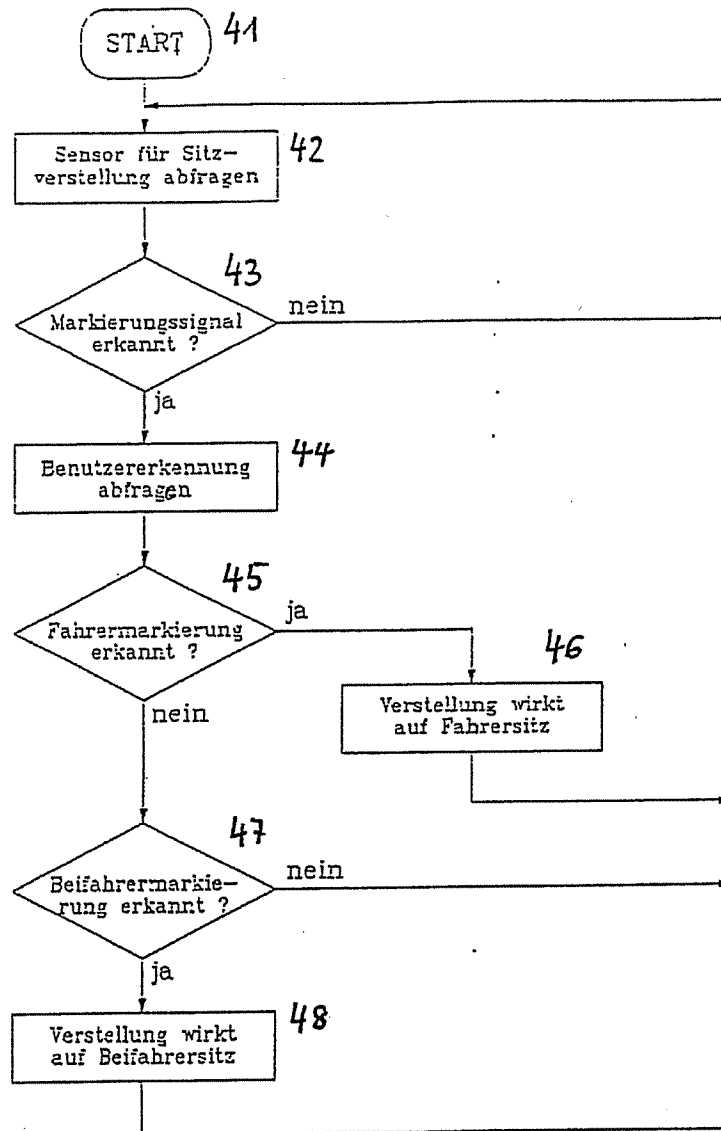 START 41
Sensor für Sitz-
verstellung abfragen
42
43
Markierungssignal
erkannt ?
nein
ja
Benutzererkennung
abfragen
44
45
Fahrermarkierung
erkannt ?
ja
nein
46
Verstellung wirkt
auf Fahrersitz
47
Beifahrermarkie-
rung erkannt ?
nein
ja
Verstellung wirkt
auf Beifahrersitz
48